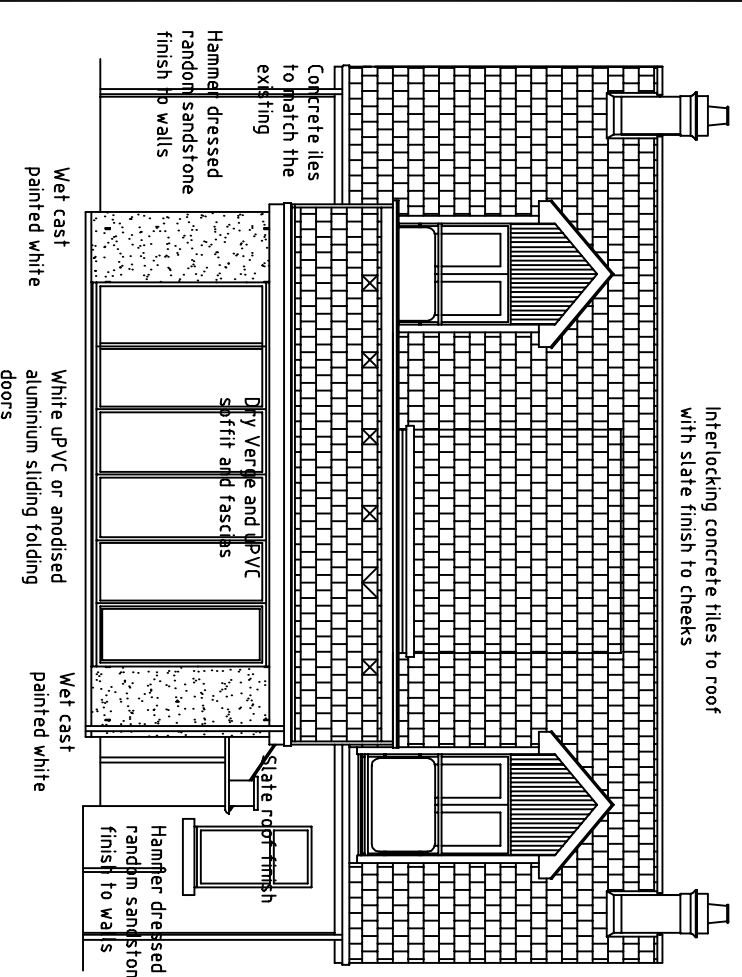 Interlocking concrete tiles to roof
with slate finish to cheeks
Concrete iles
to match the
existing
Hammer dressed
random sandstone
finish to walls
Dry Verge and uPVC
soffit and fascias
Slate roof finish
Hammer dressed
random sandston
finish to walls
Wet cast
painted white
White uPVC or anodised
aluminium sliding folding
doors
Wet cast
painted white